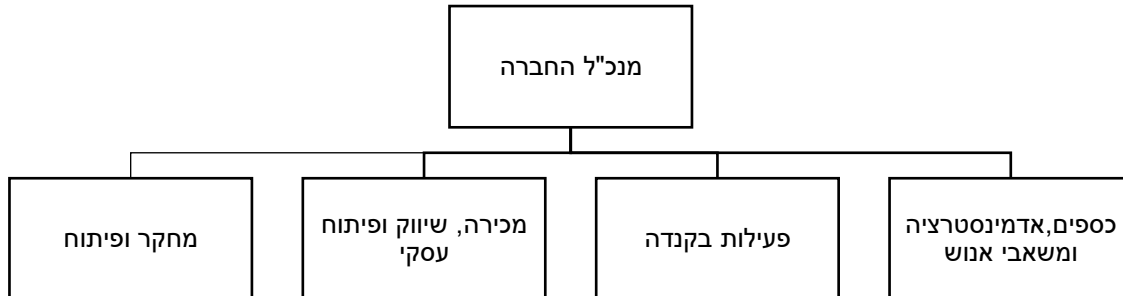 מנכ"ל החברה
כספים,אדמינסטרציה
ומשאבי אנוש
פעילות בקנדה
מכירה, שיווק ופיתוח
עסקי
מחקר ופיתוח